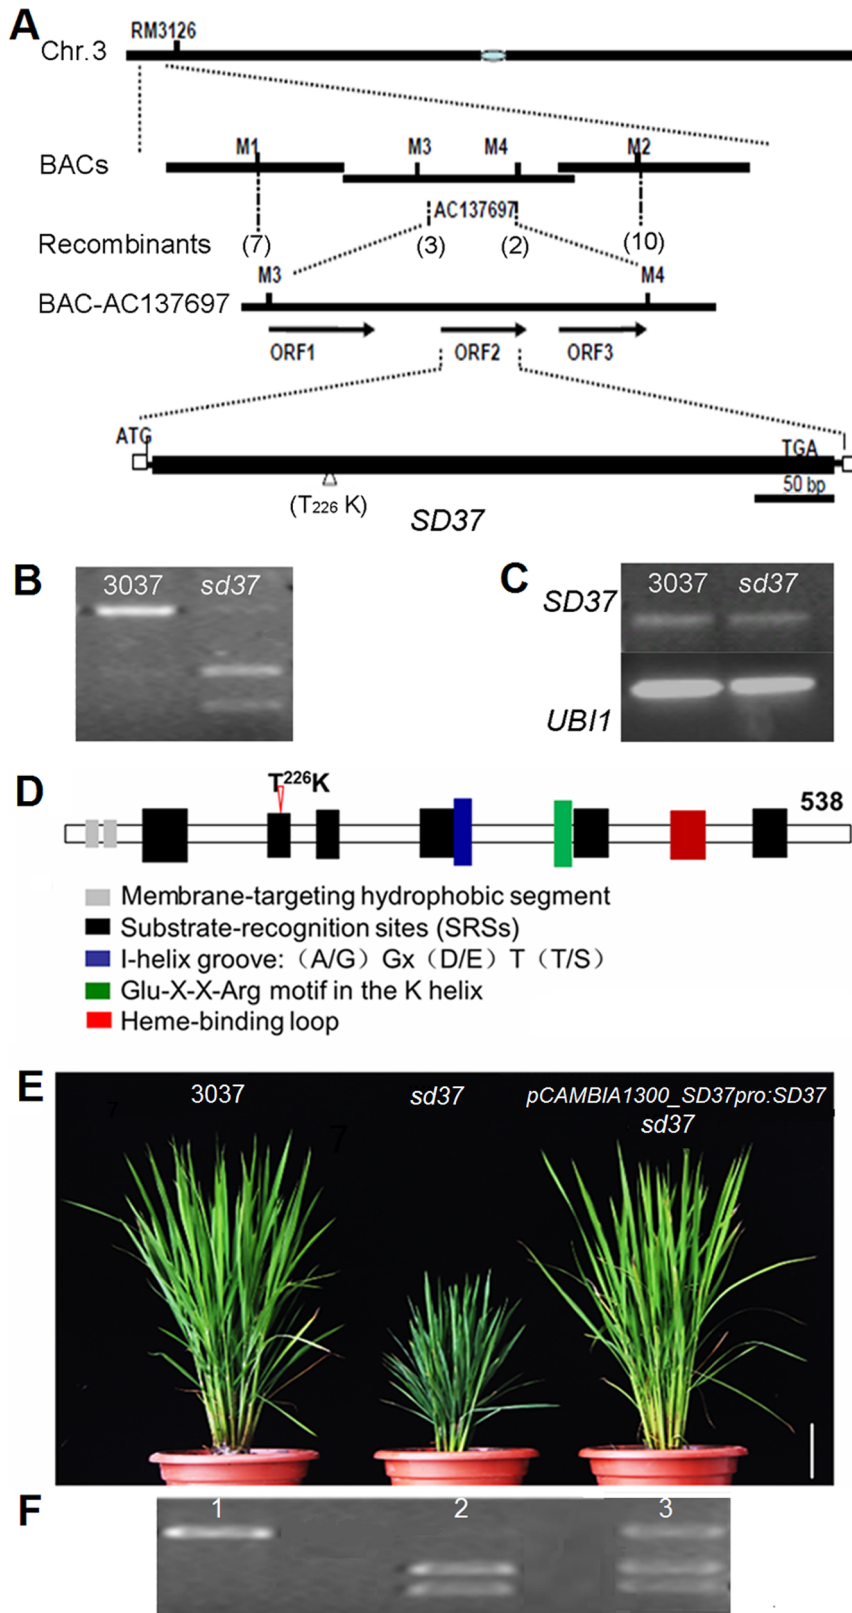 A
RM3126
Chr.3
M1 M3 M4 M2
BACs
AC137697
Recombinants (7) (3) (2) (10)
M3 M4
BAC-AC137697
ORF1 ORF2 ORF3
ATG TGA
50 bp
(T226 K)
SD37
B
3037 sd37
C
3037 sd37
SD37
UBI1
D
T226K
538
Membrane-targeting hydrophobic segment
Substrate-recognition sites (SRSs)
I-helix groove:（A/G）Gx（D/E）T（T/S）
Glu-X-X-Arg motif in the K helix
Heme-binding loop
E
3037 sd37 pCAMBIA1300_SD37pro:SD37
sd37
7
7
F
1 2 3